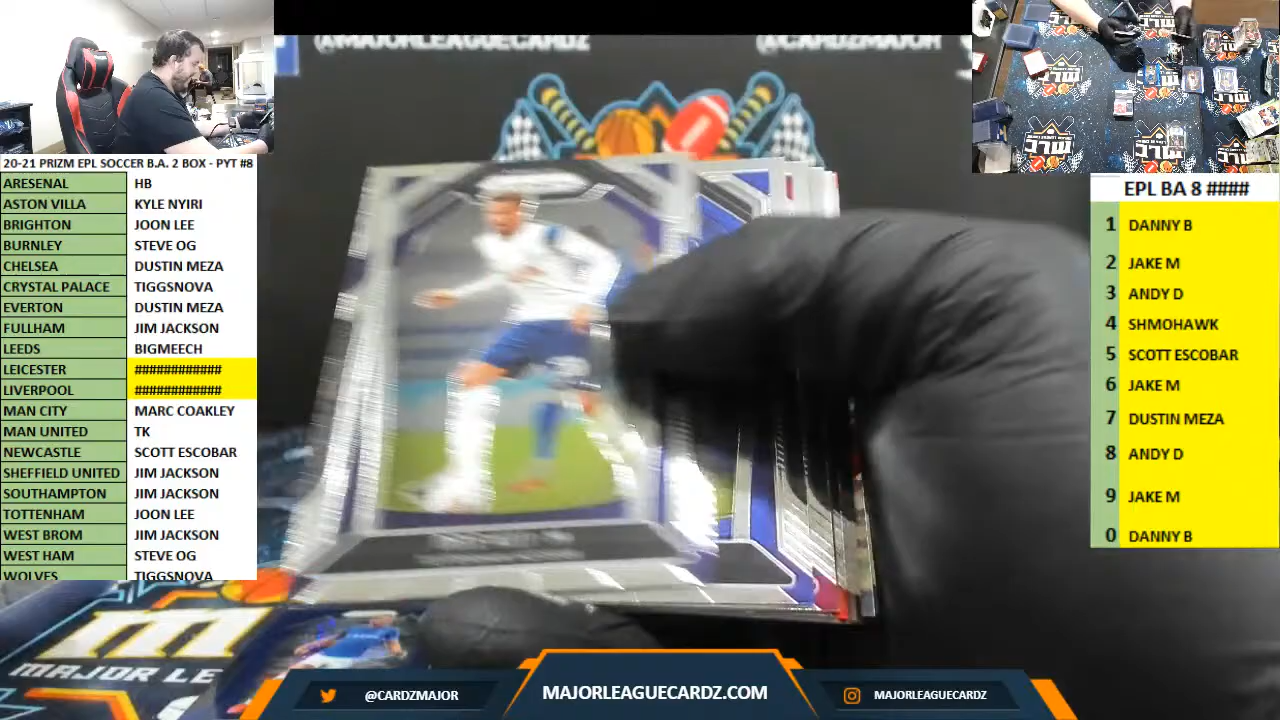 @MAJORLEAGUECARDZ
@CARDZMAJOR
20-21 PRIZM EPL SOCCER B.A. 2 BOX - PYT #8
ARESENAL HB
ASTON VILLA KYLE NYIRI
BRIGHTON JOON LEE
BURNLEY STEVE OG
CHELSEA DUSTIN MEZA
CRYSTAL PALACE TIGGSNOVA
EVERTON DUSTIN MEZA
FULLHAM JIM JACKSON
LEEDS BIGMEECH
LEICESTER ############
LIVERPOOL ############
MAN CITY MARC COAKLEY
MAN UNITED TK
NEWCASTLE SCOTT ESCOBAR
SHEFFIELD UNITED JIM JACKSON
SOUTHAMPTON JIM JACKSON
TOTTENHAM JOON LEE
WEST BROM JIM JACKSON
WEST HAM STEVE OG
WOLVES TIGGSNOVA
EPL BA 8 ####
1 DANNY B
2 JAKE M
3 ANDY D
4 SHMOHAWK
5 SCOTT ESCOBAR
6 JAKE M
7 DUSTIN MEZA
8 ANDY D
9 JAKE M
0 DANNY B
M
MAJOR LE
@CARDZMAJOR
MAJORLEAGUECARDZ.COM
MAJORLEAGUECARDZ